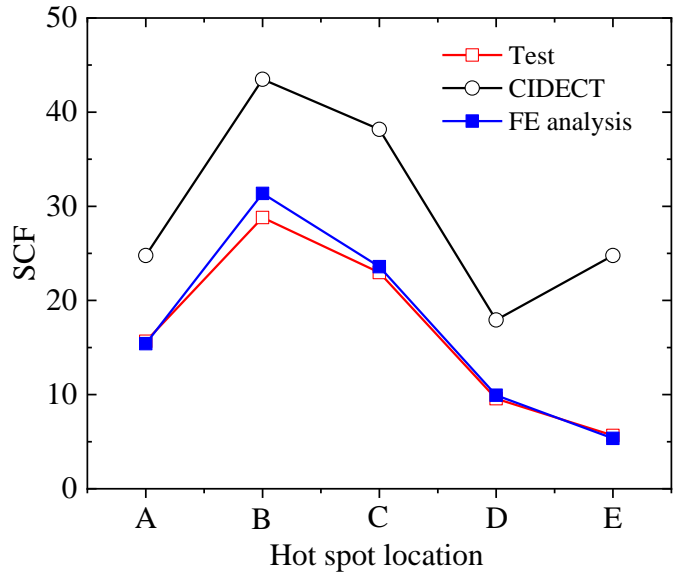 50
40
30
20
10
0
SCF
Test
CIDECT
FE analysis
A B C D E
Hot spot location